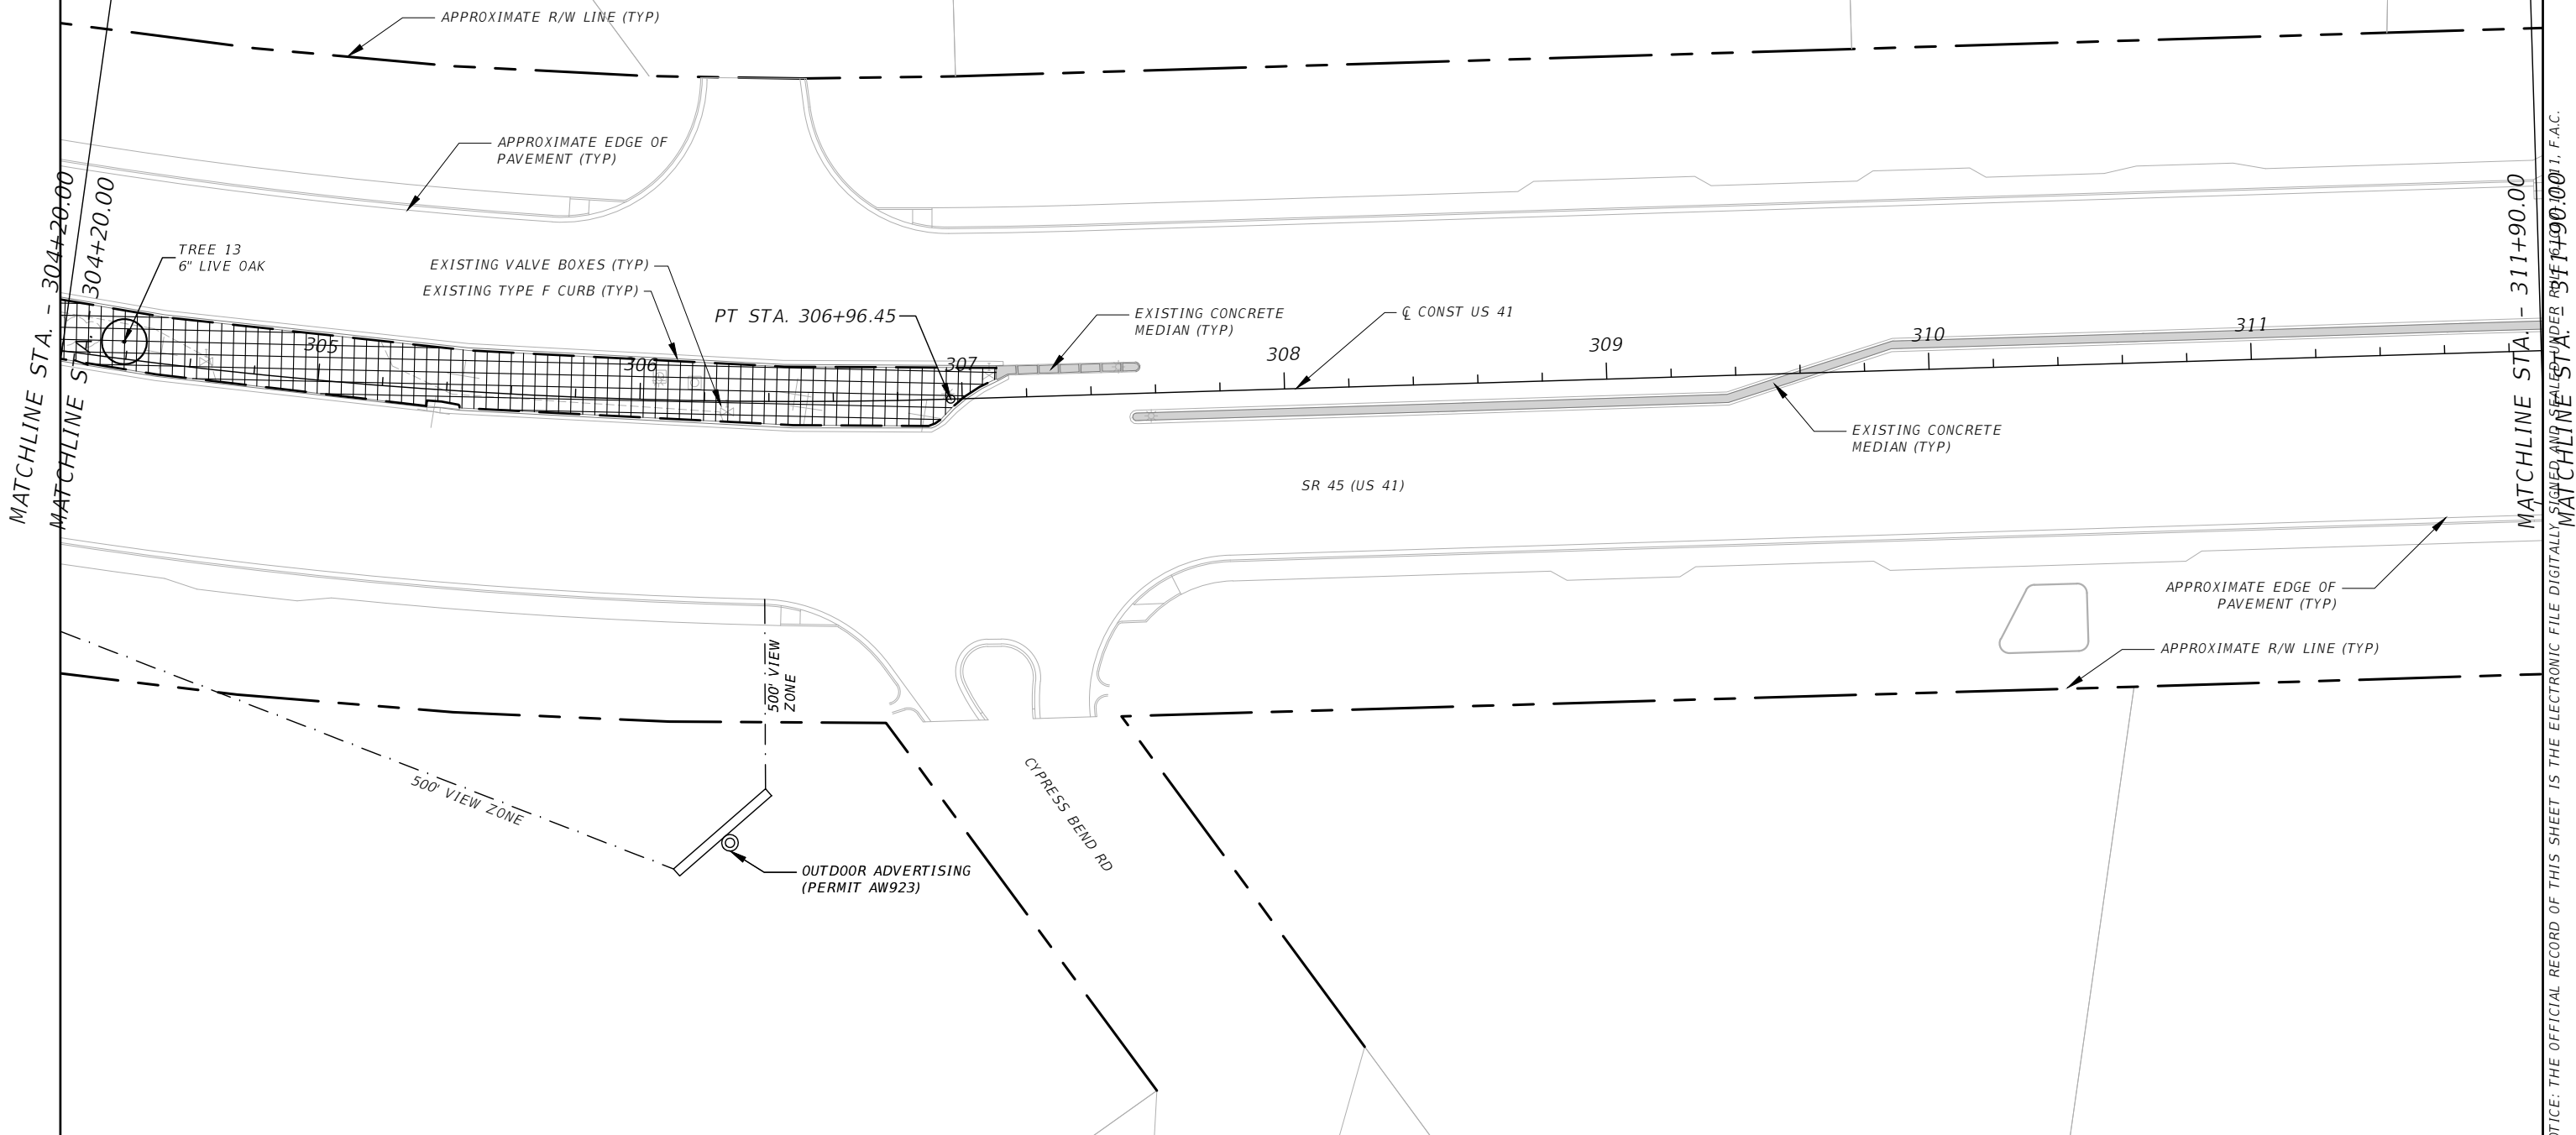 APPROXIMATE R/W LINE (TYP)
APPROXIMATE EDGE OF
PAVEMENT (TYP)
MATCHLINE STA. - 304+20.00
MATCHLINE STA. - 304+20.00
TREE 13
6" LIVE OAK
EXISTING VALVE BOXES (TYP)
EXISTING TYPE F CURB (TYP)
PT STA. 306+96.45
EXISTING CONCRETE
MEDIAN (TYP)
℄ CONST US 41
305
306
307
308
309
310
311
EXISTING CONCRETE
MEDIAN (TYP)
SR 45 (US 41)
MATCHLINE STA. - 311+90.00
MATCHLINE STA. - 311+90.00
APPROXIMATE EDGE OF
PAVEMENT (TYP)
APPROXIMATE R/W LINE (TYP)
500' VIEW
ZONE
500' VIEW ZONE
OUTDOOR ADVERTISING
(PERMIT AW923)
CYPRESS BEND RD
THE OFFICIAL RECORD OF THIS SHEET IS THE ELECTRONIC FILE DIGITALLY SIGNED AND SEALED UNDER RULE F.A.C.